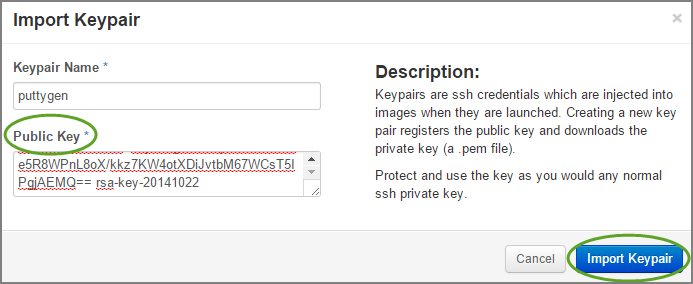 Import Keypair ×
Keypair Name *
puttygen
Public Key *
e5R8WPnL8oX/kkz7KW4otXDiJvtbM67WCsT5I
PgjAEMQ== rsa-key-20141022
Description:
Keypairs are ssh credentials which are injected into
images when they are launched. Creating a new key
pair registers the public key and downloads the
private key (a .pem file).
Protect and use the key as you would any normal
ssh private key.
Cancel
Import Keypair